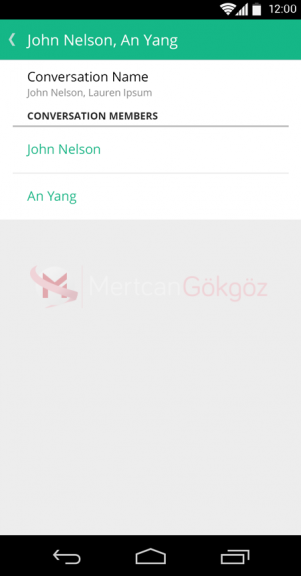 12:00
John Nelson, An Yang
Conversation Name
John Nelson, Lauren Ipsum
CONVERSATION MEMBERS
John Nelson
An Yang
M MertcanGökgöz